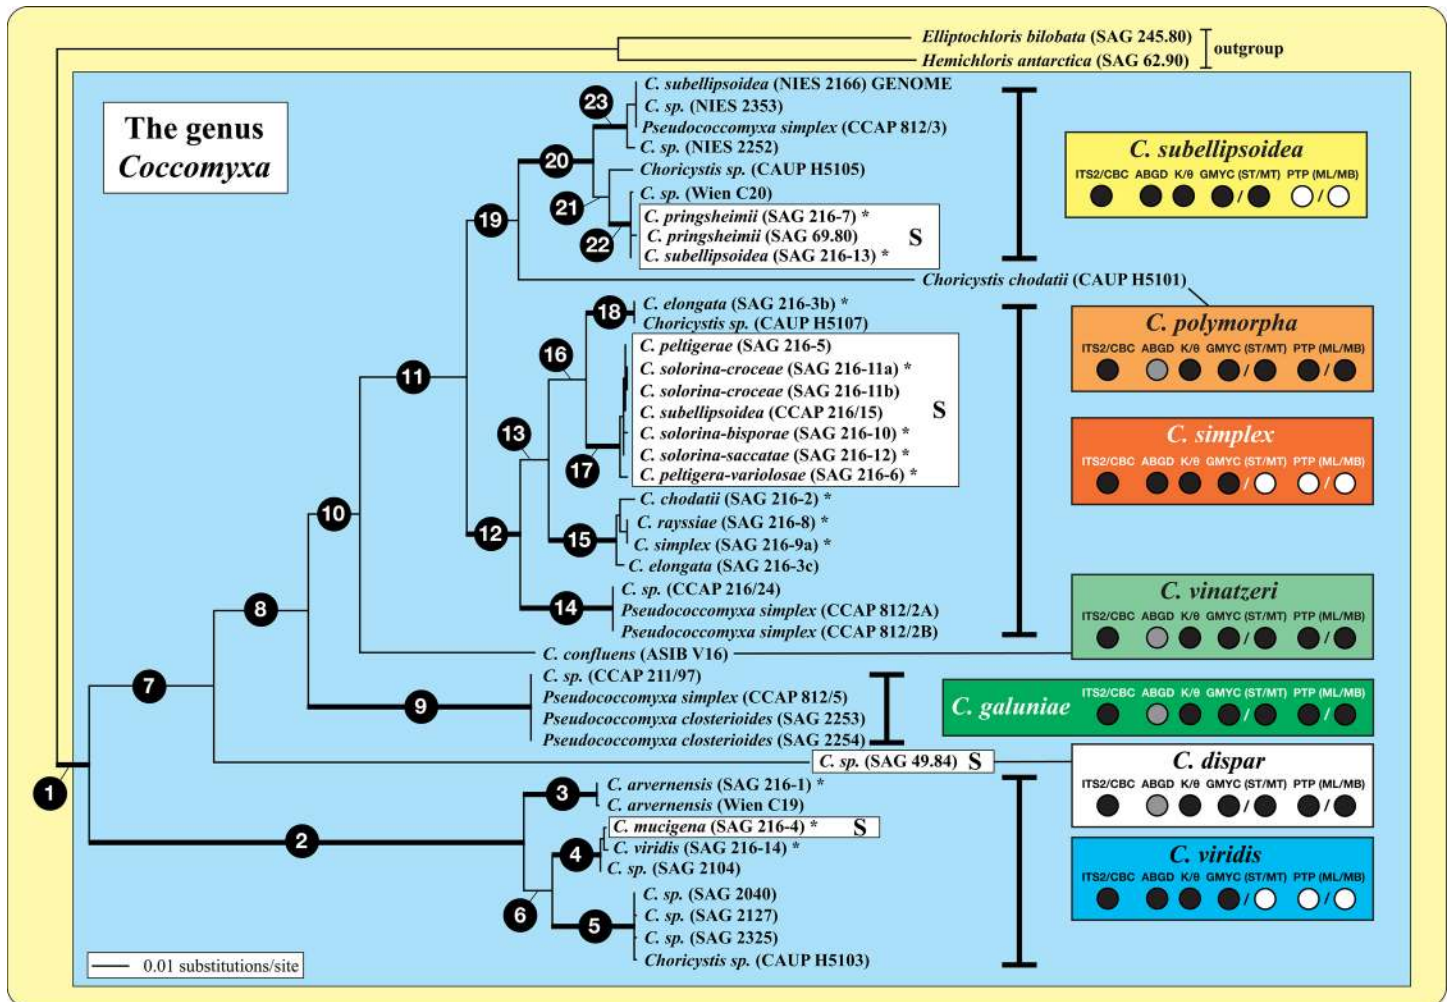 Elliptochloris bilobata (SAG 245.80)
Hemichloris antarctica (SAG 62.90)
outgroup
The genus
Coccomyxa
C. subellipsoidea (NIES 2166) GENOME
C. sp. (NIES 2353)
Pseudococcomyxa simplex (CCAP 812/3)
C. sp. (NIES 2252)
Choricystis sp. (CAUP H5105)
C. sp. (Wien C20)
C. pringsheimii (SAG 216-7) *
C. pringsheimii (SAG 69.80)
S
C. subellipsoidea (SAG 216-13) *
Choricystis chodatii (CAUP H5101)
C. elongata (SAG 216-3b) *
Choricystis sp. (CAUP H5107)
C. peltigerae (SAG 216-5)
C. solorina-croceae (SAG 216-11a) *
C. solorina-croceae (SAG 216-11b)
C. subellipsoidea (CCAP 216/15)
S
C. solorina-bisporae (SAG 216-10) *
C. solorina-saccatae (SAG 216-12) *
C. peltigera-variolosae (SAG 216-6) *
C. chodatii (SAG 216-2) *
C. rayssiae (SAG 216-8) *
C. simplex (SAG 216-9a) *
C. elongata (SAG 216-3c)
C. sp. (CCAP 216/24)
Pseudococcomyxa simplex (CCAP 812/2A)
Pseudococcomyxa simplex (CCAP 812/2B)
C. confluens (ASIB V16)
C. sp. (CCAP 211/97)
Pseudococcomyxa simplex (CCAP 812/5)
Pseudococcomyxa closterioides (SAG 2253)
Pseudococcomyxa closterioides (SAG 2254)
C. sp. (SAG 49.84) S
C. arvernensis (SAG 216-1) *
C. arvernensis (Wien C19)
C. mucigena (SAG 216-4) * S
C. viridis (SAG 216-14) *
C. sp. (SAG 2104)
C. sp. (SAG 2040)
C. sp. (SAG 2127)
C. sp. (SAG 2325)
Choricystis sp. (CAUP H5103)
23
20
21
19
22
18
16
11
13
17
10
12
15
14
8
7
9
1
3
2
4
6
5
0.01 substitutions/site
C. subellipsoidea
ITS2/CBC ABGD K/θ GMYC (ST/MT) PTP (ML/MB)
/ /
C. polymorpha
ITS2/CBC ABGD K/θ GMYC (ST/MT) PTP (ML/MB)
/ /
C. simplex
ITS2/CBC ABGD K/θ GMYC (ST/MT) PTP (ML/MB)
/ /
C. vinatzeri
ITS2/CBC ABGD K/θ GMYC (ST/MT) PTP (ML/MB)
/ /
C. galuniae
ITS2/CBC ABGD K/θ GMYC (ST/MT) PTP (ML/MB)
/ /
C. dispar
ITS2/CBC ABGD K/θ GMYC (ST/MT) PTP (ML/MB)
/ /
C. viridis
ITS2/CBC ABGD K/θ GMYC (ST/MT) PTP (ML/MB)
/ /